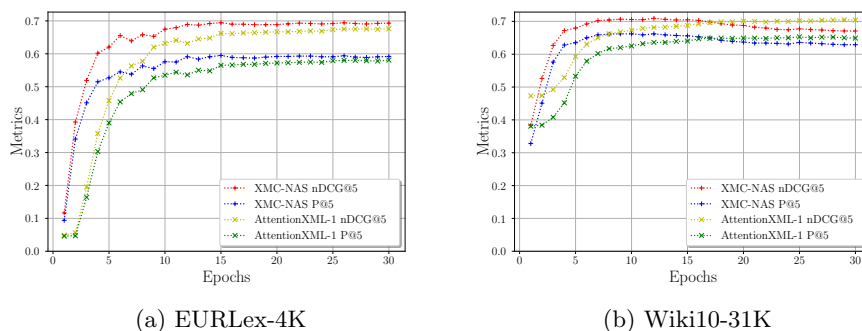 0.7
0.6
0.5
0.4
0.3
0.2
0.1
0.0
Metrics
0 5 10 15 20 25 30
Epochs
XMC-NAS nDCG@5
XMC-NAS P@5
AttentionXML-1 nDCG@5
AttentionXML-1 P@5
(a) EURLex-4K
0.7
0.6
0.5
0.4
0.3
0.2
0.1
0.0
Metrics
0 5 10 15 20 25 30
Epochs
XMC-NAS nDCG@5
XMC-NAS P@5
AttentionXML-1 nDCG@5
AttentionXML-1 P@5
(b) Wiki10-31K